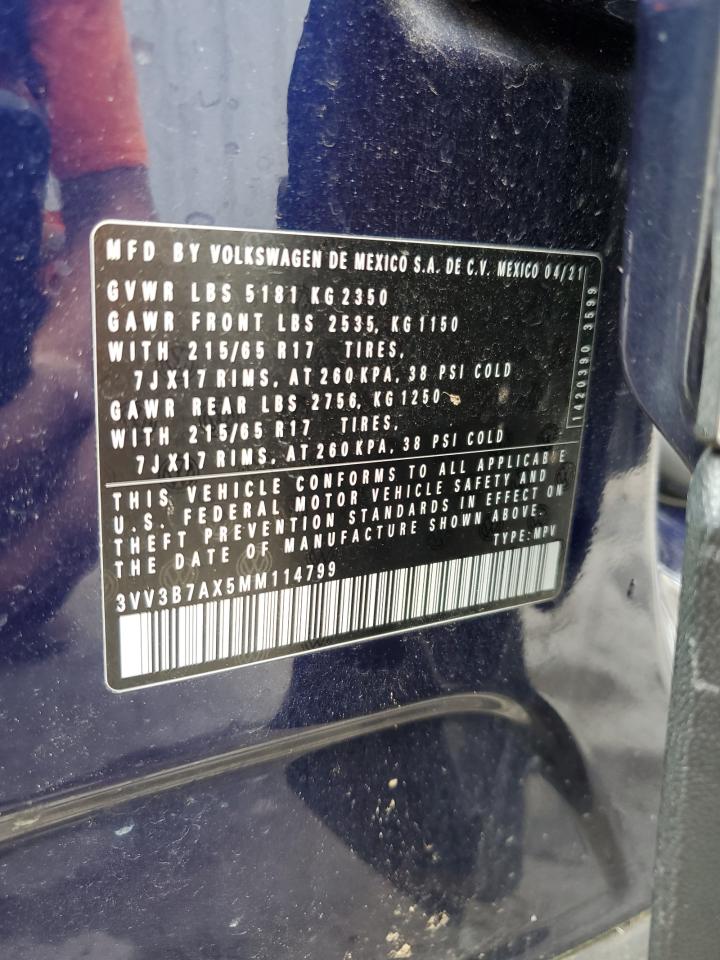 MFD BY VOLKSWAGEN DE MEXICO S.A. DE C.V. MEXICO 04/21
GVWR LBS 5181 KG 2350
GAWR FRONT LBS 2535, KG 1150
WITH 215/65 R17 TIRES,
7JX17 RIMS, AT 260 KPA, 38 PSI COLD
GAWR REAR LBS 2756, KG 1250
WITH 215/65 R17 TIRES,
7JX17 RIMS, AT 260 KPA, 38 PSI COLD
1420390 3599
THIS VEHICLE CONFORMS TO ALL APPLICABLE
U.S. FEDERAL MOTOR VEHICLE SAFETY AND
THEFT PREVENTION STANDARDS IN EFFECT ON
THE DATE OF MANUFACTURE SHOWN ABOVE.
TYPE: MPV
3VV3B7AX5MM114799